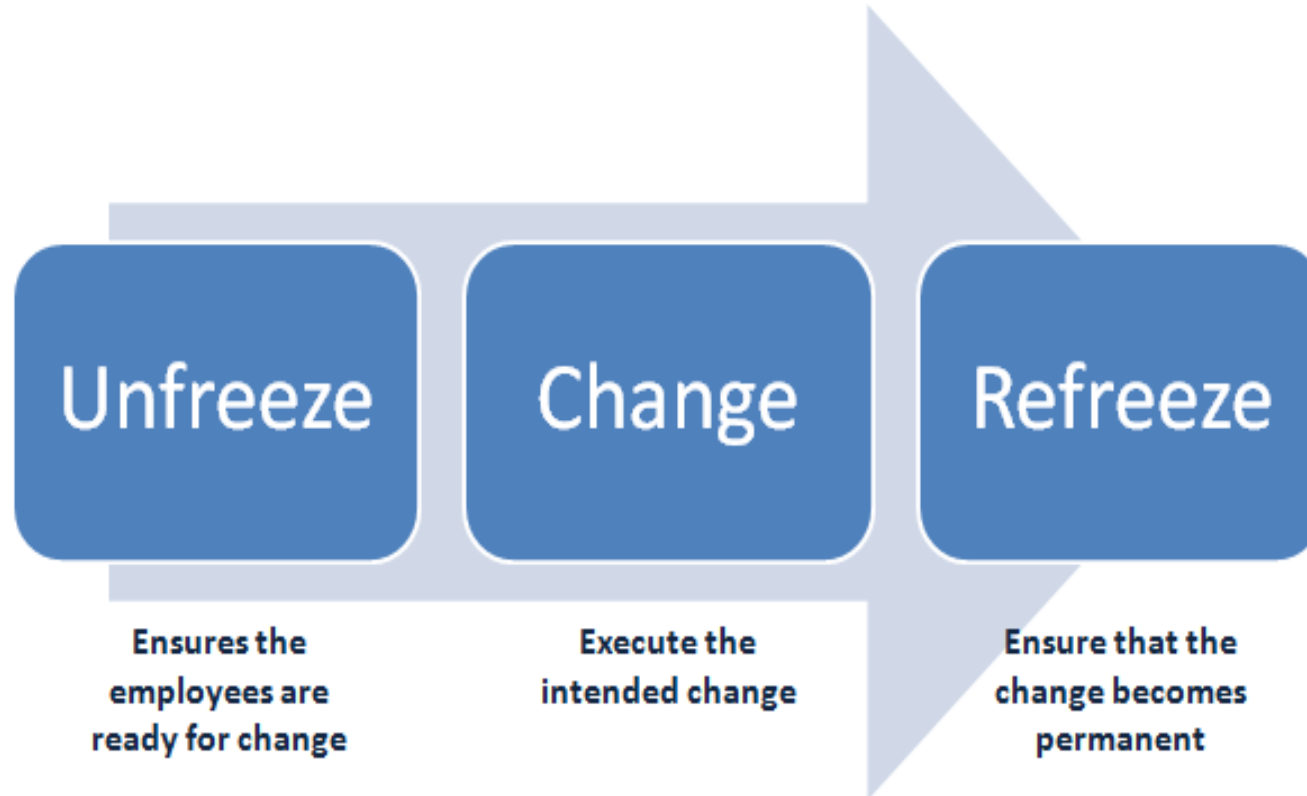 Unfreeze
Change
Refreeze
Ensures the
employees are
ready for change
Execute the
intended change
Ensure that the
change becomes
permanent